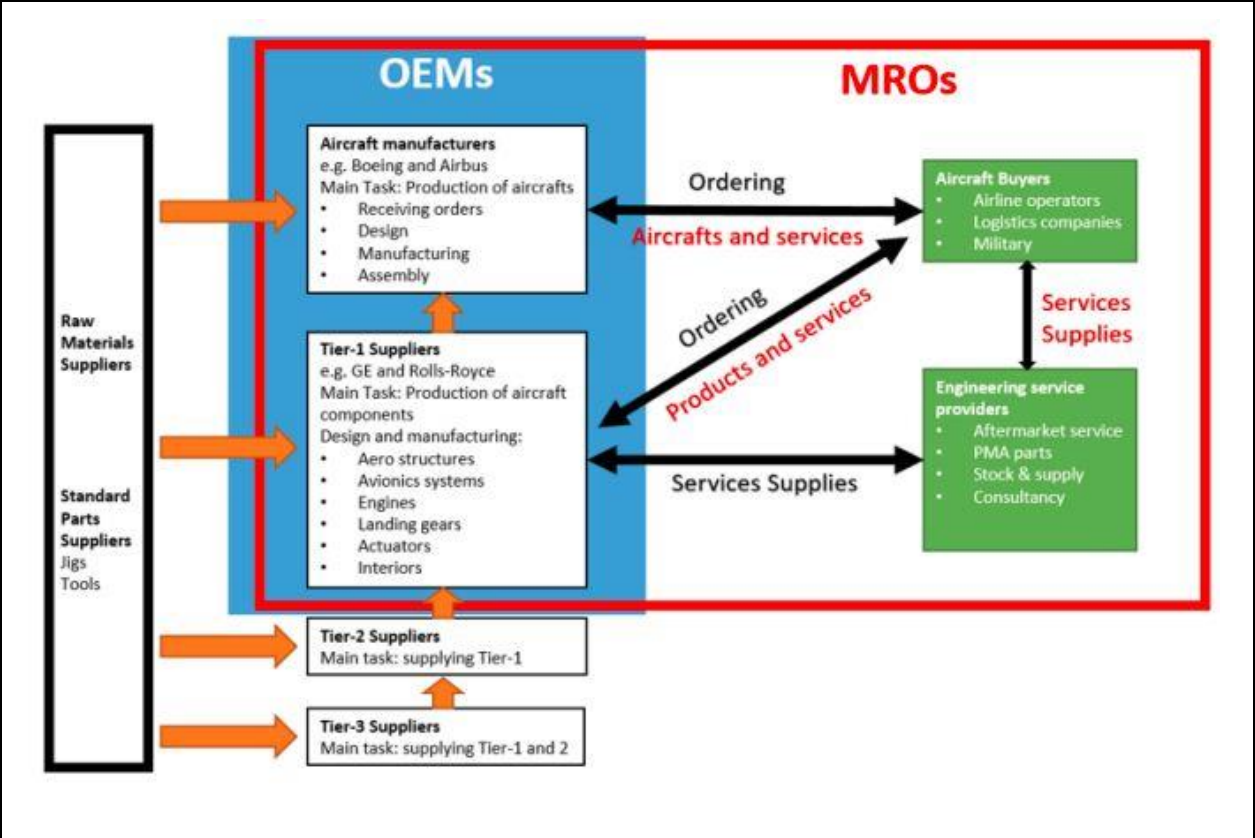 OEMs
MROs
Raw
Materials
Suppliers
Standard
Parts
Suppliers
Jigs
Tools
Aircraft manufacturers
e.g. Boeing and Airbus
Main Task: Production of aircrafts
• Receiving orders
• Design
• Manufacturing
• Assembly
Tier-1 Suppliers
e.g. GE and Rolls-Royce
Main Task: Production of aircraft
components
Design and manufacturing:
• Aero structures
• Avionics systems
• Engines
• Landing gears
• Actuators
• Interiors
Tier-2 Suppliers
Main task: supplying Tier-1
Tier-3 Suppliers
Main task: supplying Tier-1 and 2
Ordering
Aircrafts and services
Ordering
Products and services
Services Supplies
Aircraft Buyers
• Airline operators
• Logistics companies
• Military
Services
Supplies
Engineering service
providers
• Aftermarket service
• PMA parts
• Stock & supply
• Consultancy